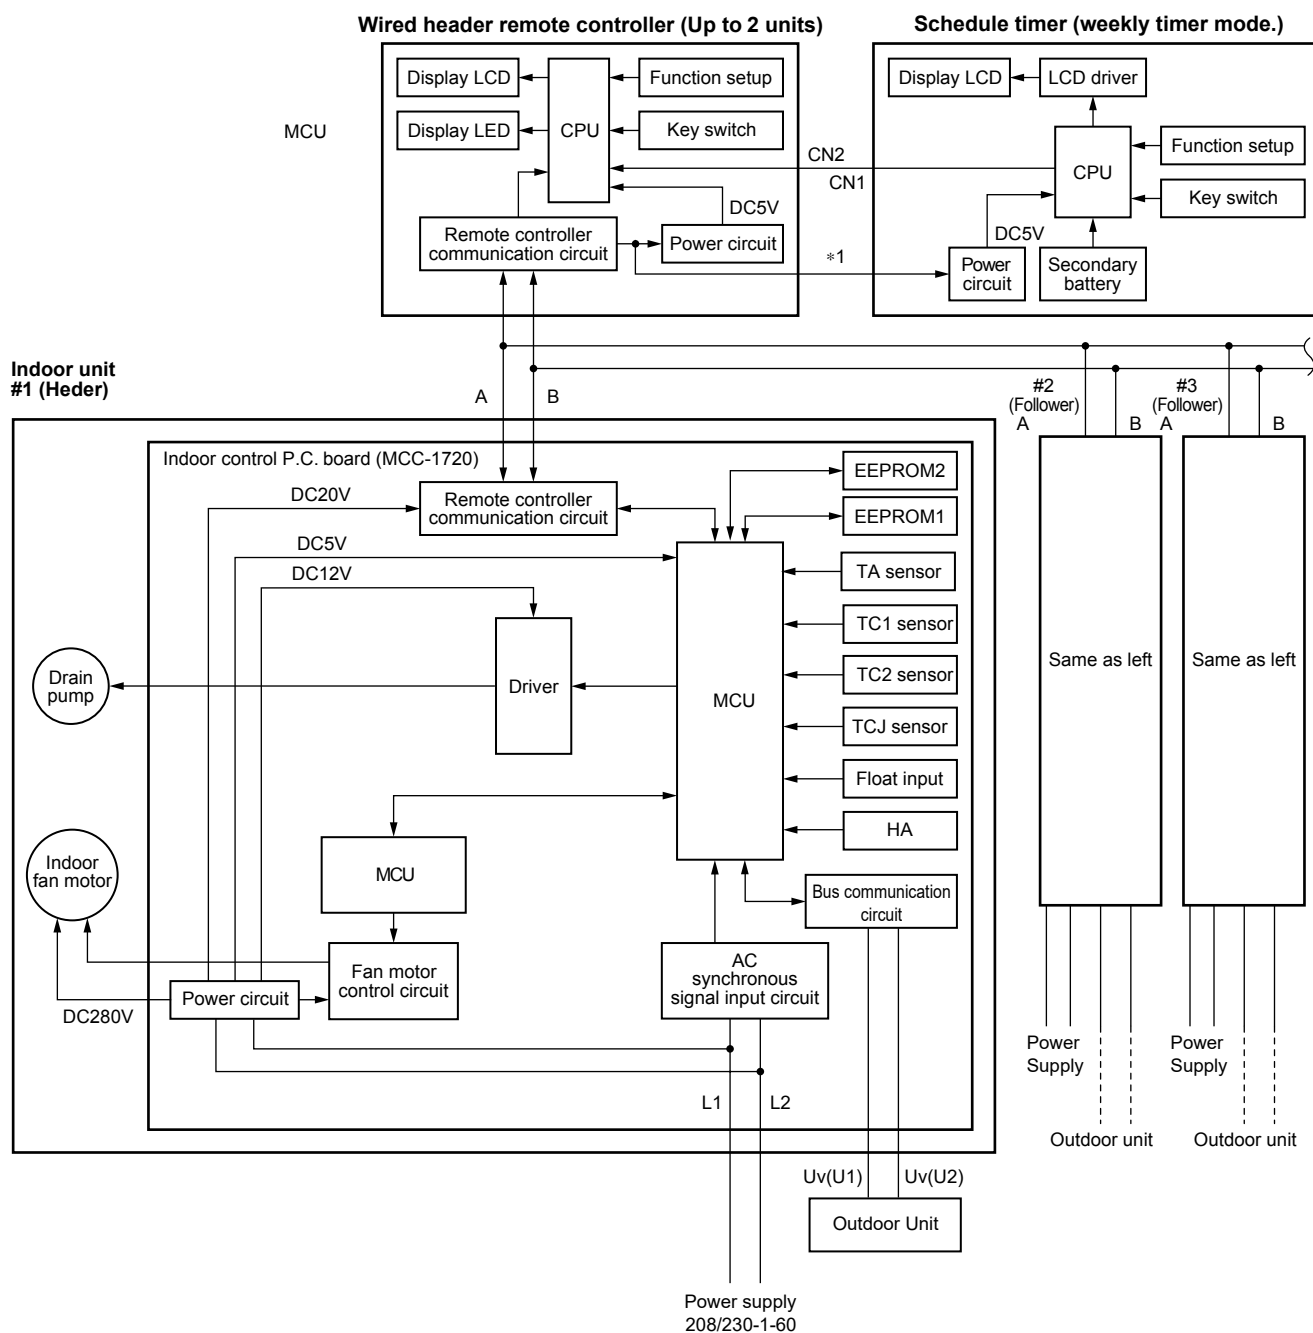 Wired header remote controller (Up to 2 units)
Schedule timer (weekly timer mode.)
Display LCD
CPU
Function setup
Display LED
Key switch
MCU
DC5V
Remote controller
communication circuit
Power circuit
CN2
CN1
*1
Display LCD
LCD driver
CPU
Function setup
Key switch
DC5V
Power
circuit
Secondary
battery
Indoor unit
#1 (Heder)
A
B
#2
(Follower)
A
B
#3
(Follower)
A
B
Indoor control P.C. board (MCC-1720)
DC20V
Remote controller
communication circuit
DC5V
DC12V
EEPROM2
EEPROM1
TA sensor
TC1 sensor
TC2 sensor
TCJ sensor
Float input
HA
Drain
pump
Driver
MCU
Same as left
Same as left
Indoor
fan motor
MCU
Bus communication
circuit
Fan motor
control circuit
AC
synchronous
signal input circuit
Power circuit
DC280V
L1
L2
Power
Supply
Power
Supply
Outdoor unit
Outdoor unit
Uv(U1)
Uv(U2)
Outdoor Unit
Power supply
208/230-1-60